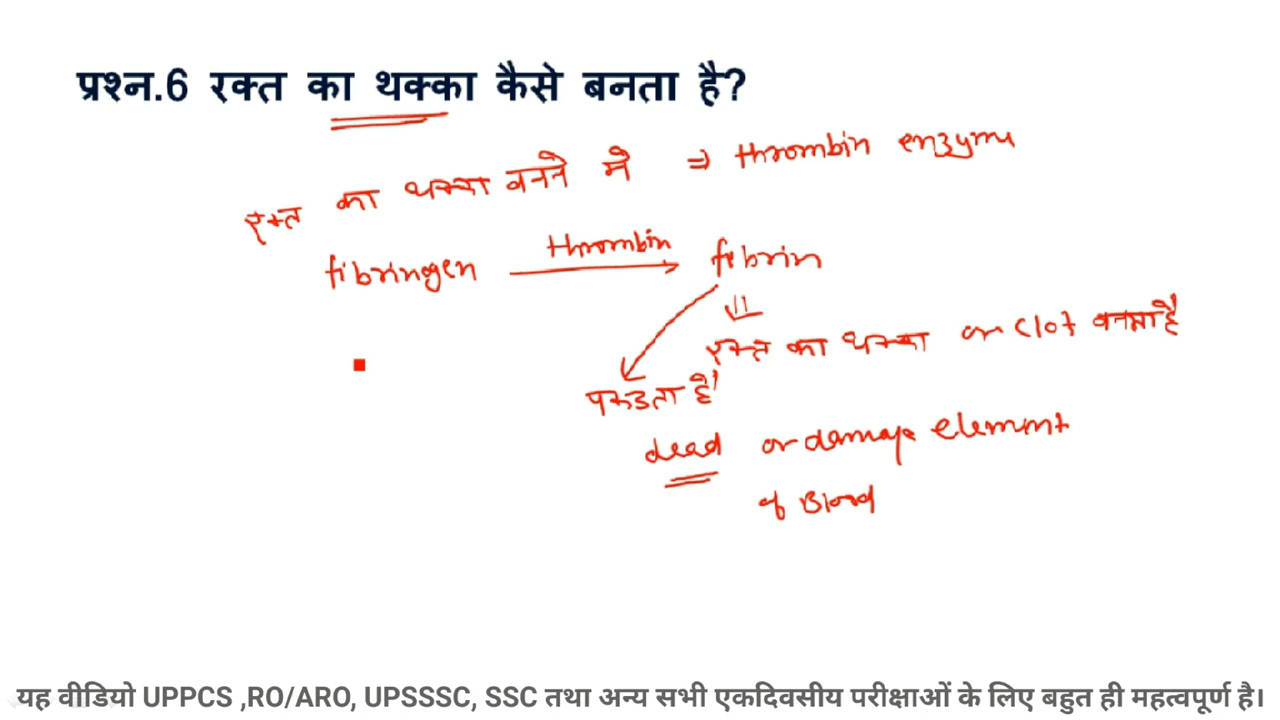 प्रश्न.6 रक्त का थक्का कैसे बनता है?
रक्त का थक्का बनने मे ⇒ thrombin enzyme
fibringen thrombin → fibrin
रक्त का थक्का or clot बनता है
पकडता है
dead or damage element
of Blood
यह वीडियो UPPCS ,RO/ARO, UPSSSC, SSC तथा अन्य सभी एकदिवसीय परीक्षाओं के लिए बहुत ही महत्वपूर्ण है।